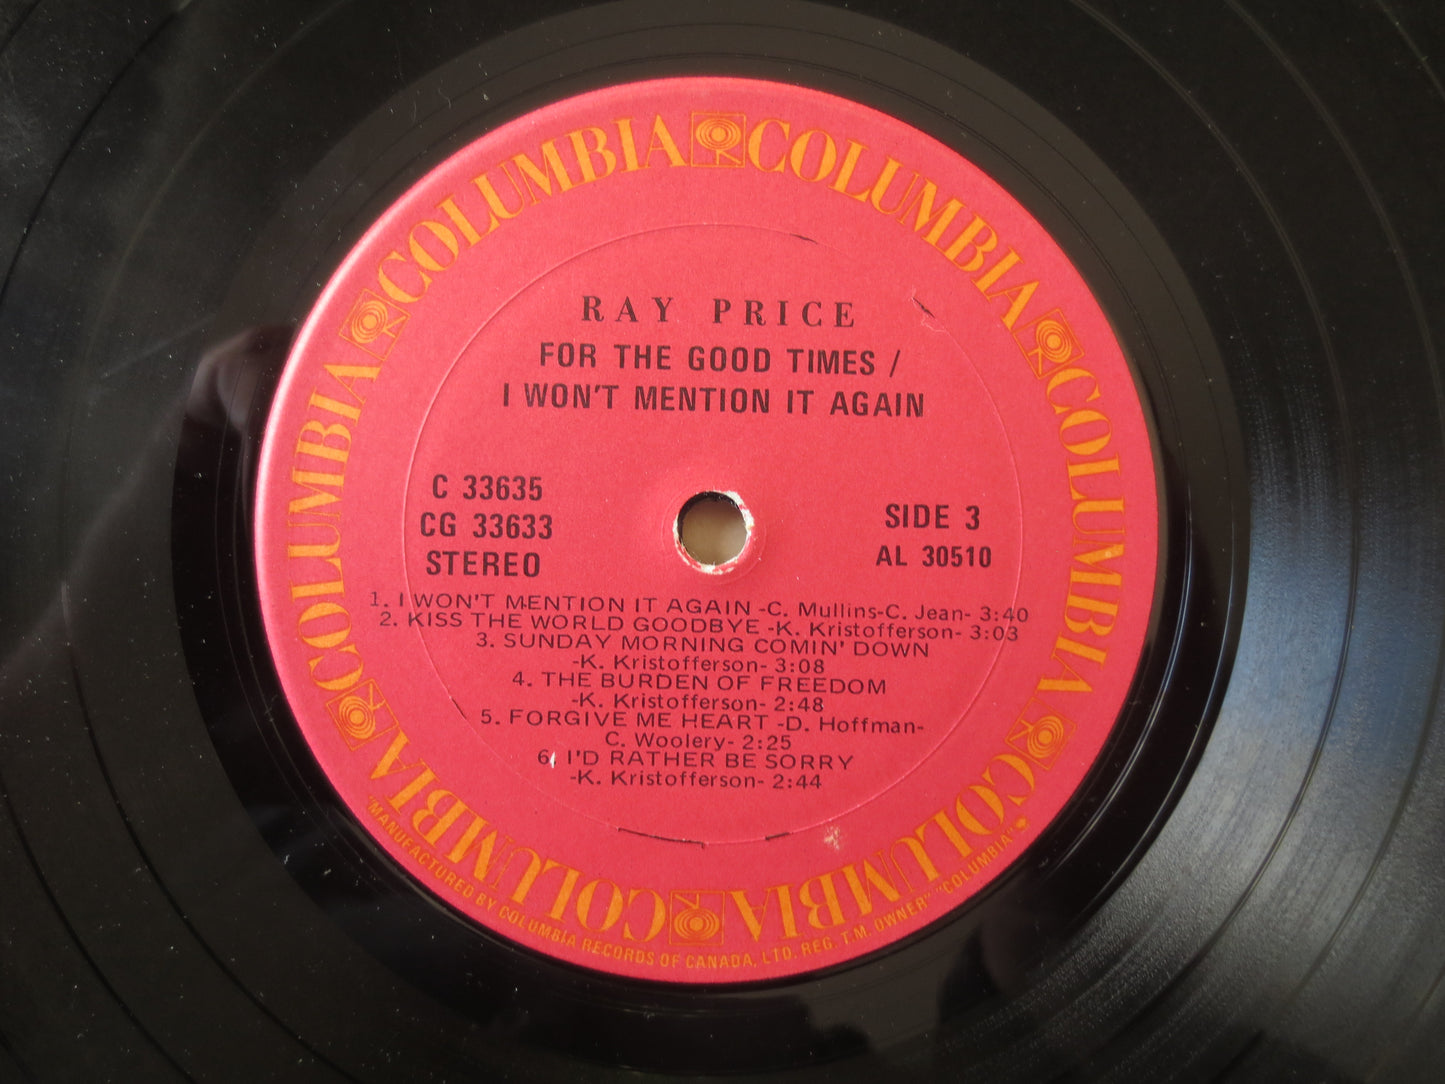 COLUMBIA COLUMBIA COLUMBIA COLUMBIA COLUMBIA COLUMBIA COLUMBIA COLUMBIA
RAY PRICE
FOR THE GOOD TIMES /
I WON'T MENTION IT AGAIN
C 33635
CG 33633
STEREO
SIDE 3
AL 30510
1. I WON'T MENTION IT AGAIN -C. Mullins-C. Jean- 3:40
2. KISS THE WORLD GOODBYE -K. Kristofferson- 3:03
3. SUNDAY MORNING COMIN' DOWN
-K. Kristofferson- 3:08
4. THE BURDEN OF FREEDOM
-K. Kristofferson- 2:48
5. FORGIVE ME HEART -D. Hoffman-
C. Woolery- 2:25
6. I'D RATHER BE SORRY
-K. Kristofferson- 2:44
"MANUFACTURED BY COLUMBIA RECORDS OF CANADA, LTD. REG. T.M. OWNER" "COLUMBIA"